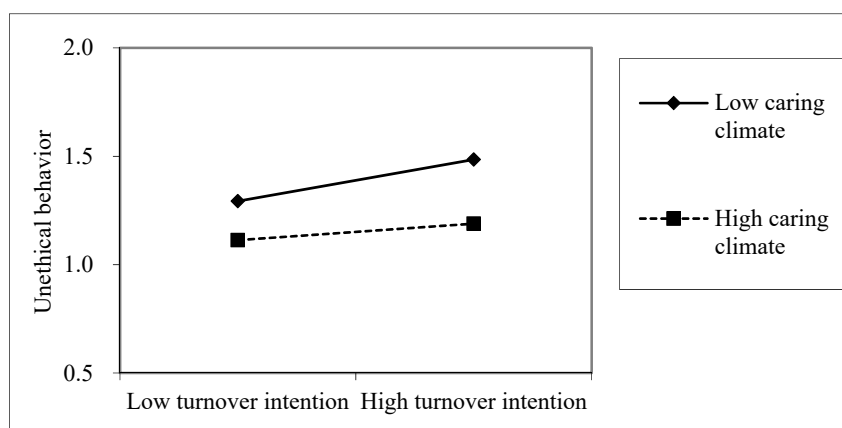 2.0
1.5
1.0
0.5
Unethical behavior
Low turnover intention High turnover intention
Low caring
climate
High caring
climate